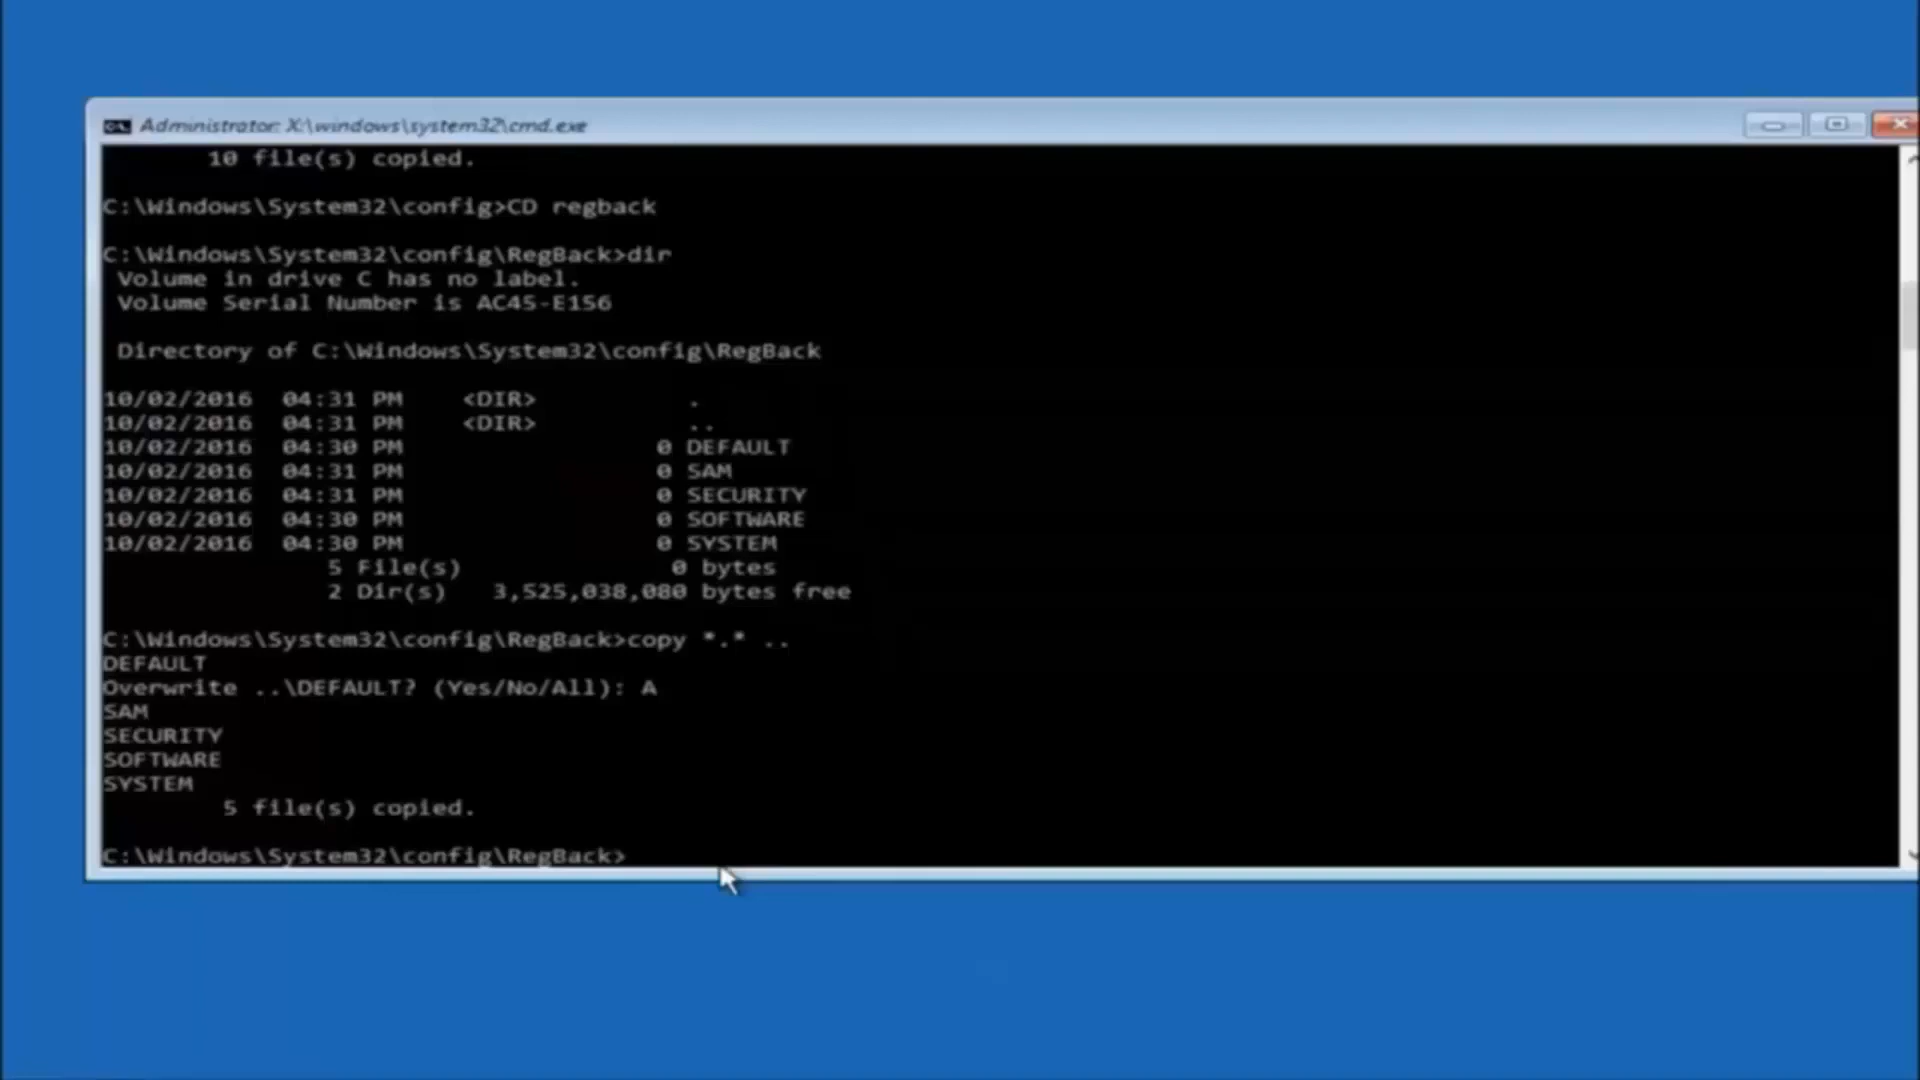 Administrator: X:\windows\system32\cmd.exe
10 file(s) copied.
C:\Windows\System32\config>CD regback
C:\Windows\System32\config\RegBack>dir
Volume in drive C has no label.
Volume Serial Number is AC45-E156
Directory of C:\Windows\System32\config\RegBack
10/02/2016 04:31 PM <DIR> .
10/02/2016 04:31 PM <DIR> ..
10/02/2016 04:30 PM 0 DEFAULT
10/02/2016 04:31 PM 0 SAM
10/02/2016 04:31 PM 0 SECURITY
10/02/2016 04:30 PM 0 SOFTWARE
10/02/2016 04:30 PM 0 SYSTEM
5 File(s) 0 bytes
2 Dir(s) 3,525,038,080 bytes free
C:\Windows\System32\config\RegBack>copy *.* ..
DEFAULT
Overwrite ..\DEFAULT? (Yes/No/All): A
SAM
SECURITY
SOFTWARE
SYSTEM
5 file(s) copied.
C:\Windows\System32\config\RegBack>